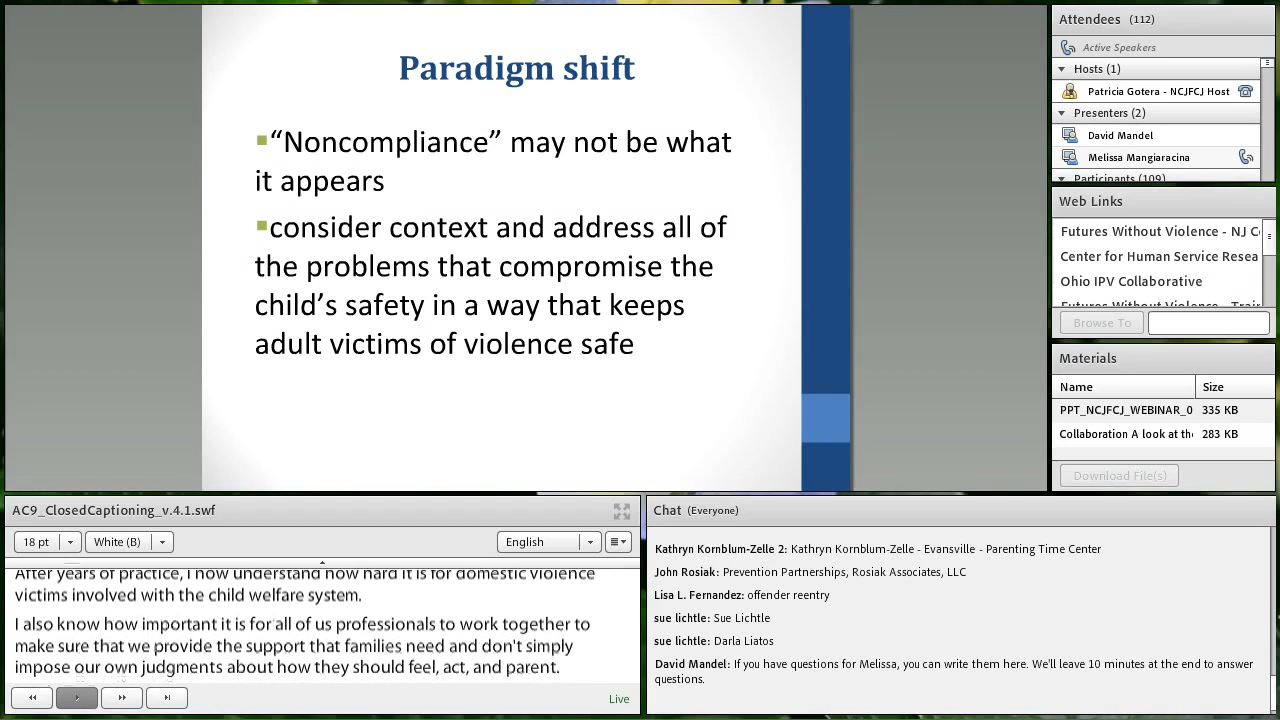 Paradigm shift
▪“Noncompliance” may not be what
it appears
▪consider context and address all of
the problems that compromise the
child’s safety in a way that keeps
adult victims of violence safe
Attendees (112)
Active Speakers
Hosts (1)
Patricia Gotera - NCJFCJ Host
Presenters (2)
David Mandel
Melissa Mangiaracina
Participants (109)
Web Links
Futures Without Violence - NJ C
Center for Human Service Resea
Ohio IPV Collaborative
Futures Without Violence - Trai
Browse To
Materials
Name Size
PPT_NCJFCJ_WEBINAR_0 335 KB
Collaboration A look at the 283 KB
Download File(s)
AC9_ClosedCaptioning_v.4.1.swf
18 pt White (B) English
After years of practice, I now understand how hard it is for domestic violence
victims involved with the child welfare system.
I also know how important it is for all of us professionals to work together to
make sure that we provide the support that families need and don't simply
impose our own judgments about how they should feel, act, and parent.
Live
Chat (Everyone)
Kathryn Kornblum-Zelle 2: Kathryn Kornblum-Zelle - Evansville - Parenting Time Center
John Rosiak: Prevention Partnerships, Rosiak Associates, LLC
Lisa L. Fernandez: offender reentry
sue lichtle: Sue Lichtle
sue lichtle: Darla Liatos
David Mandel: If you have questions for Melissa, you can write them here. We'll leave 10 minutes at the end to answer
questions.